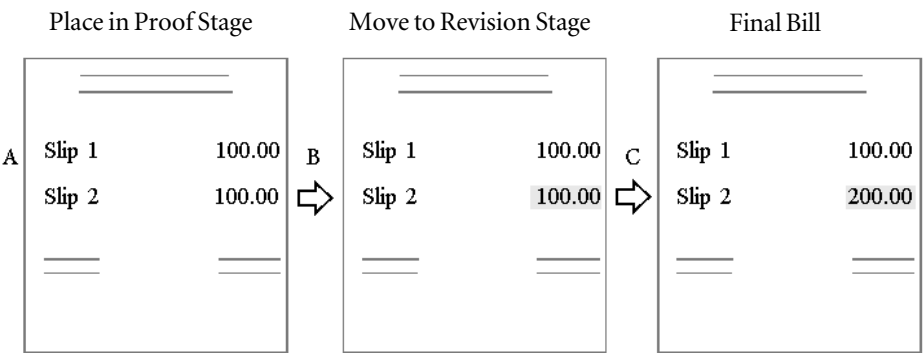 Place in Proof Stage Move to Revision Stage Final Bill
A Slip 1 100.00 B Slip 1 100.00 C Slip 1 100.00
Slip 2 100.00 Slip 2 100.00 Slip 2 200.00